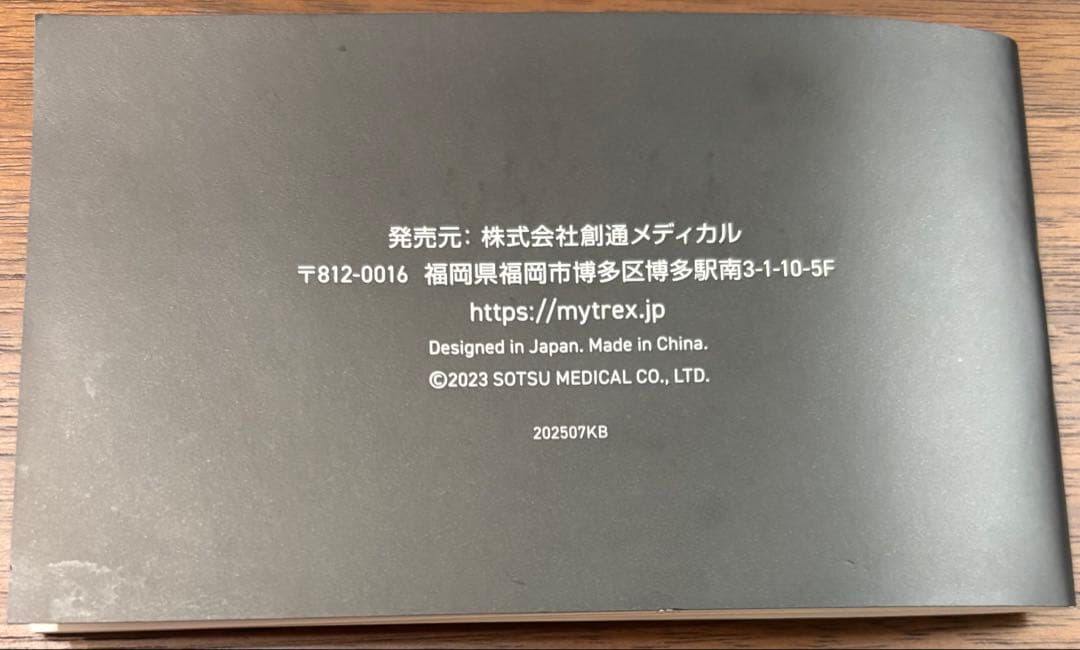 発売元：株式会社創通メディカル
〒812-0016 福岡県福岡市博多区博多駅南3-1-10-5F
https://mytrex.jp
Designed in Japan. Made in China.
©2023 SOTSU MEDICAL CO., LTD.
202507KB